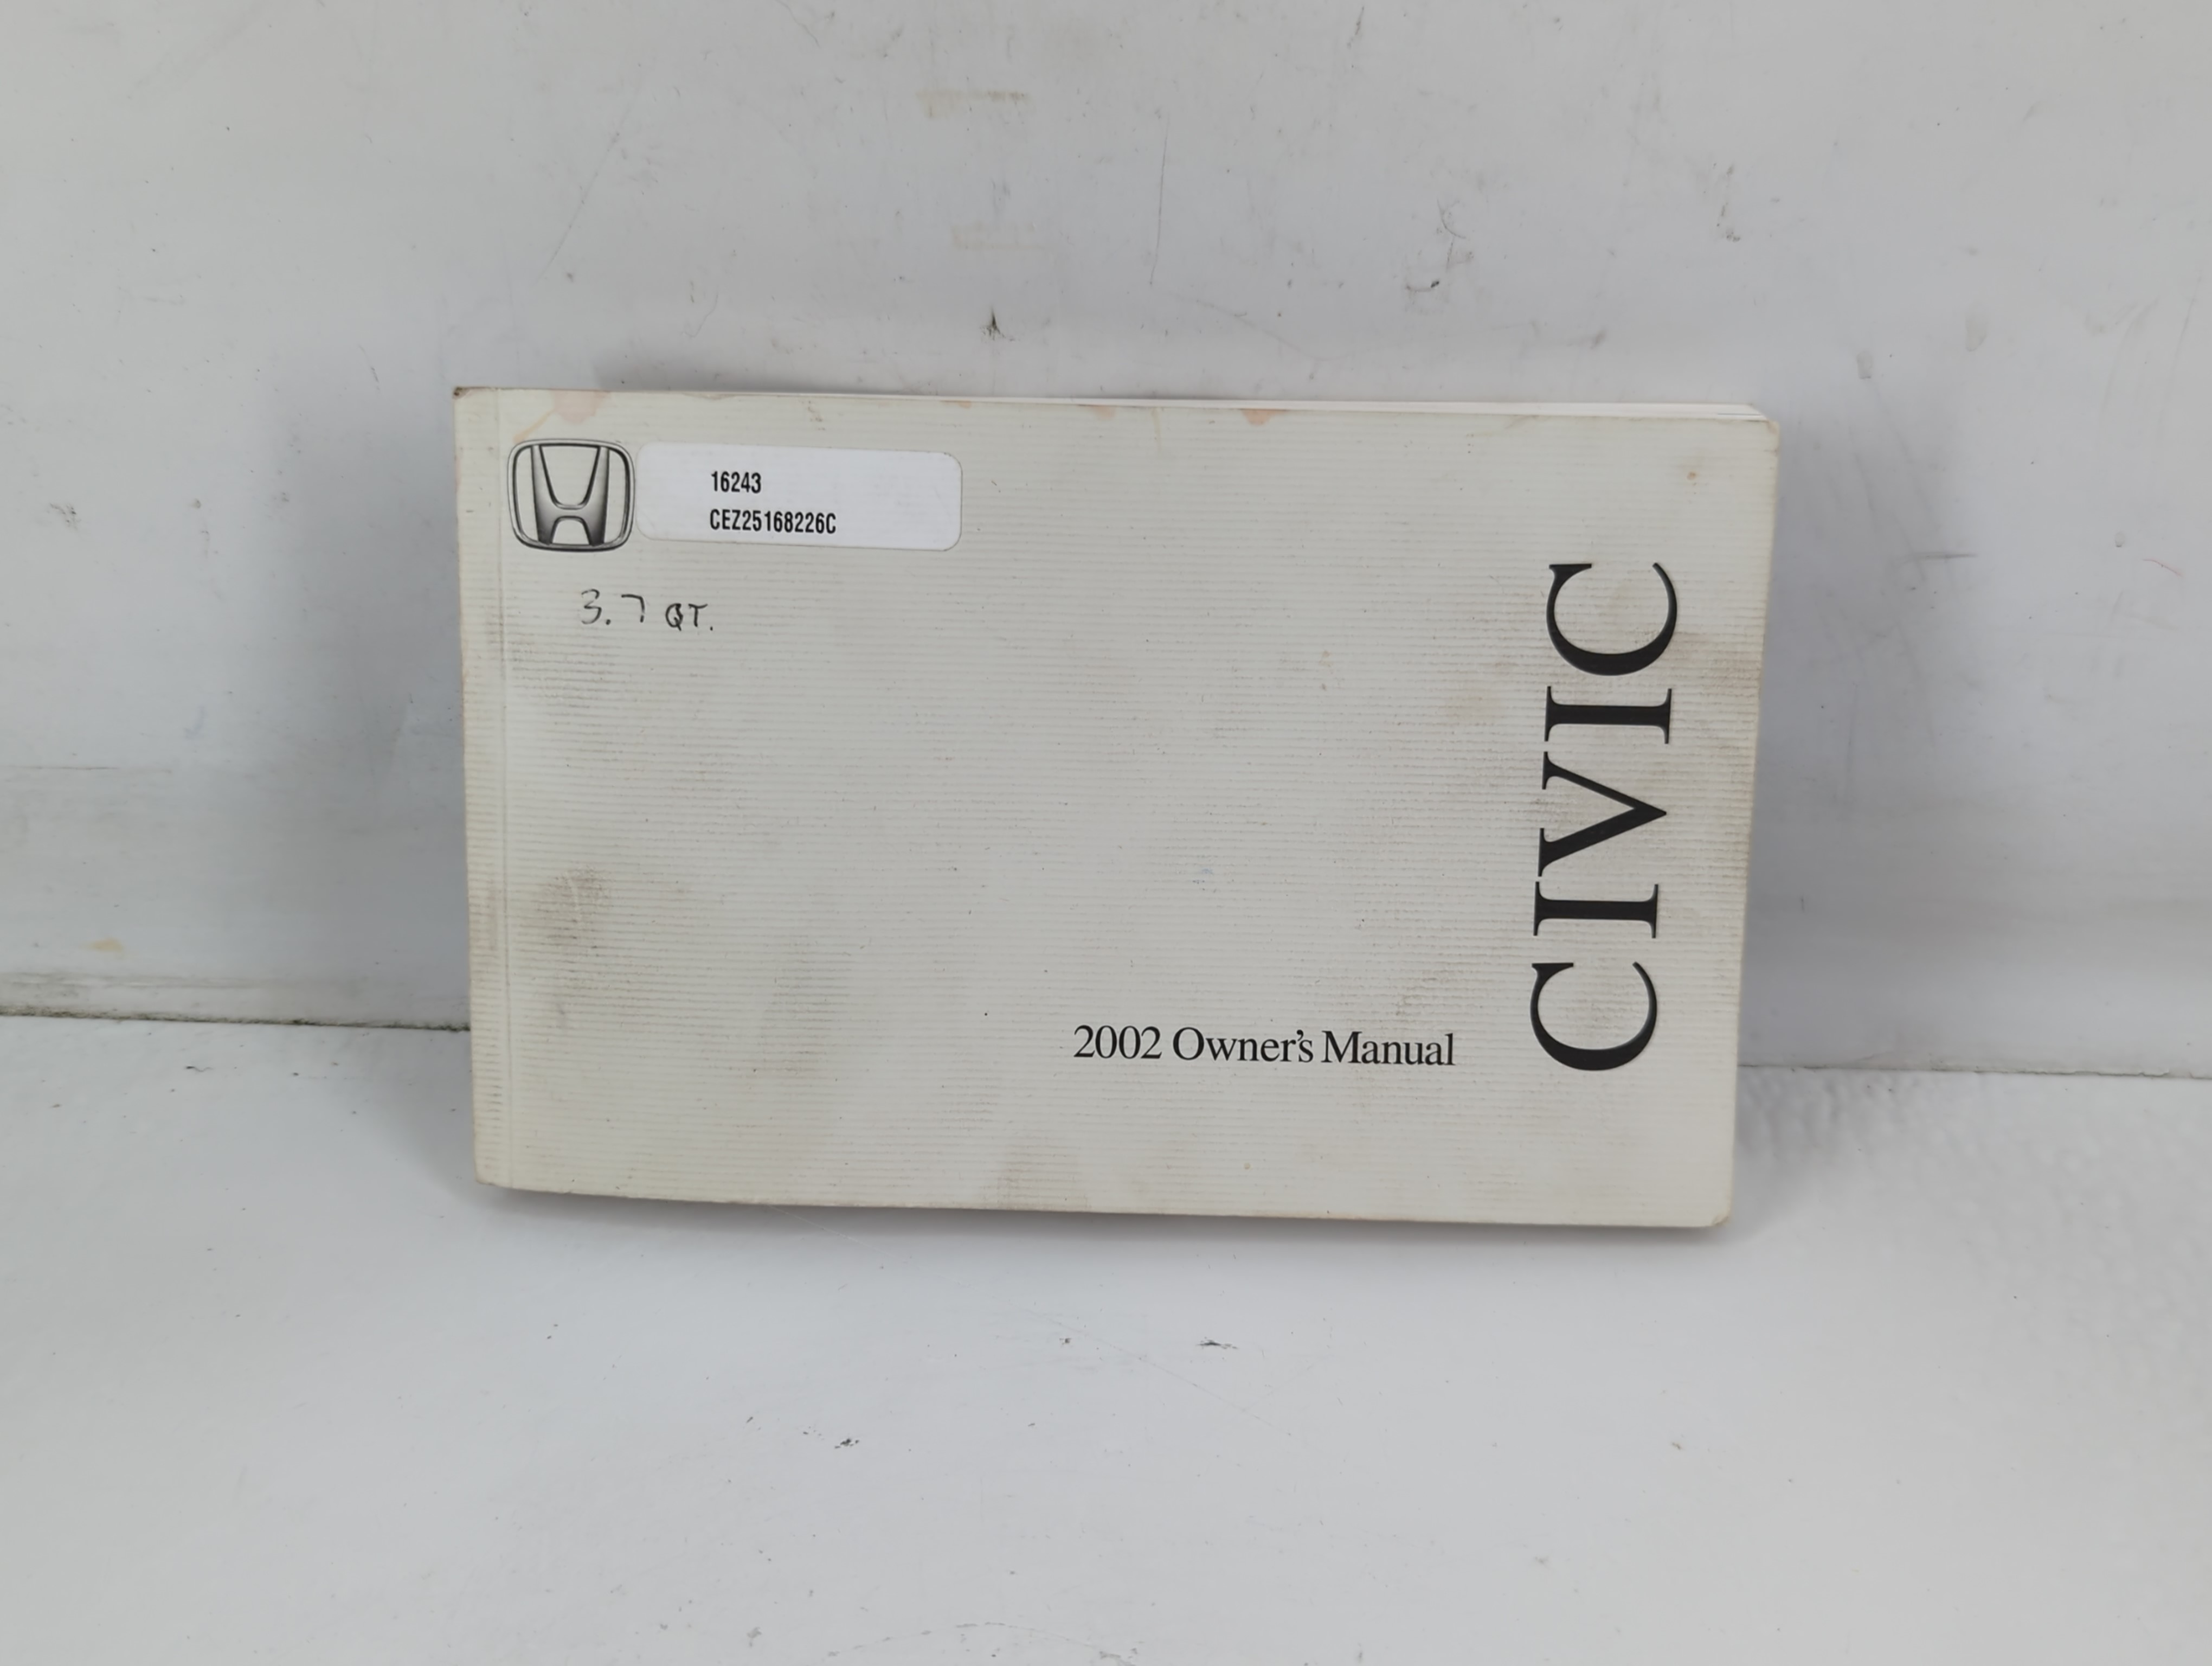 16243
CEZ25168226C
3.7 QT.
CIVIC
2002 Owner's Manual